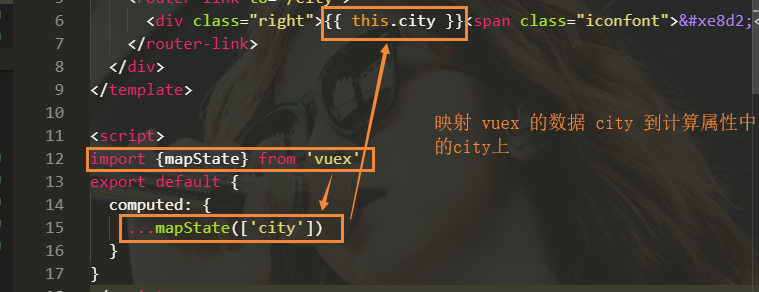 5 <router-link to="/city">
6 <div class="right">{{ this.city }}<span class="iconfont">&#xe8d2;<
7 </router-link>
8 </div>
9 </template>
10
11 <script>
12 import {mapState} from 'vuex'
13 export default {
14 computed: {
15 ...mapState(['city'])
16 }
17 }
映射 vuex 的数据 city 到计算属性中
的city上